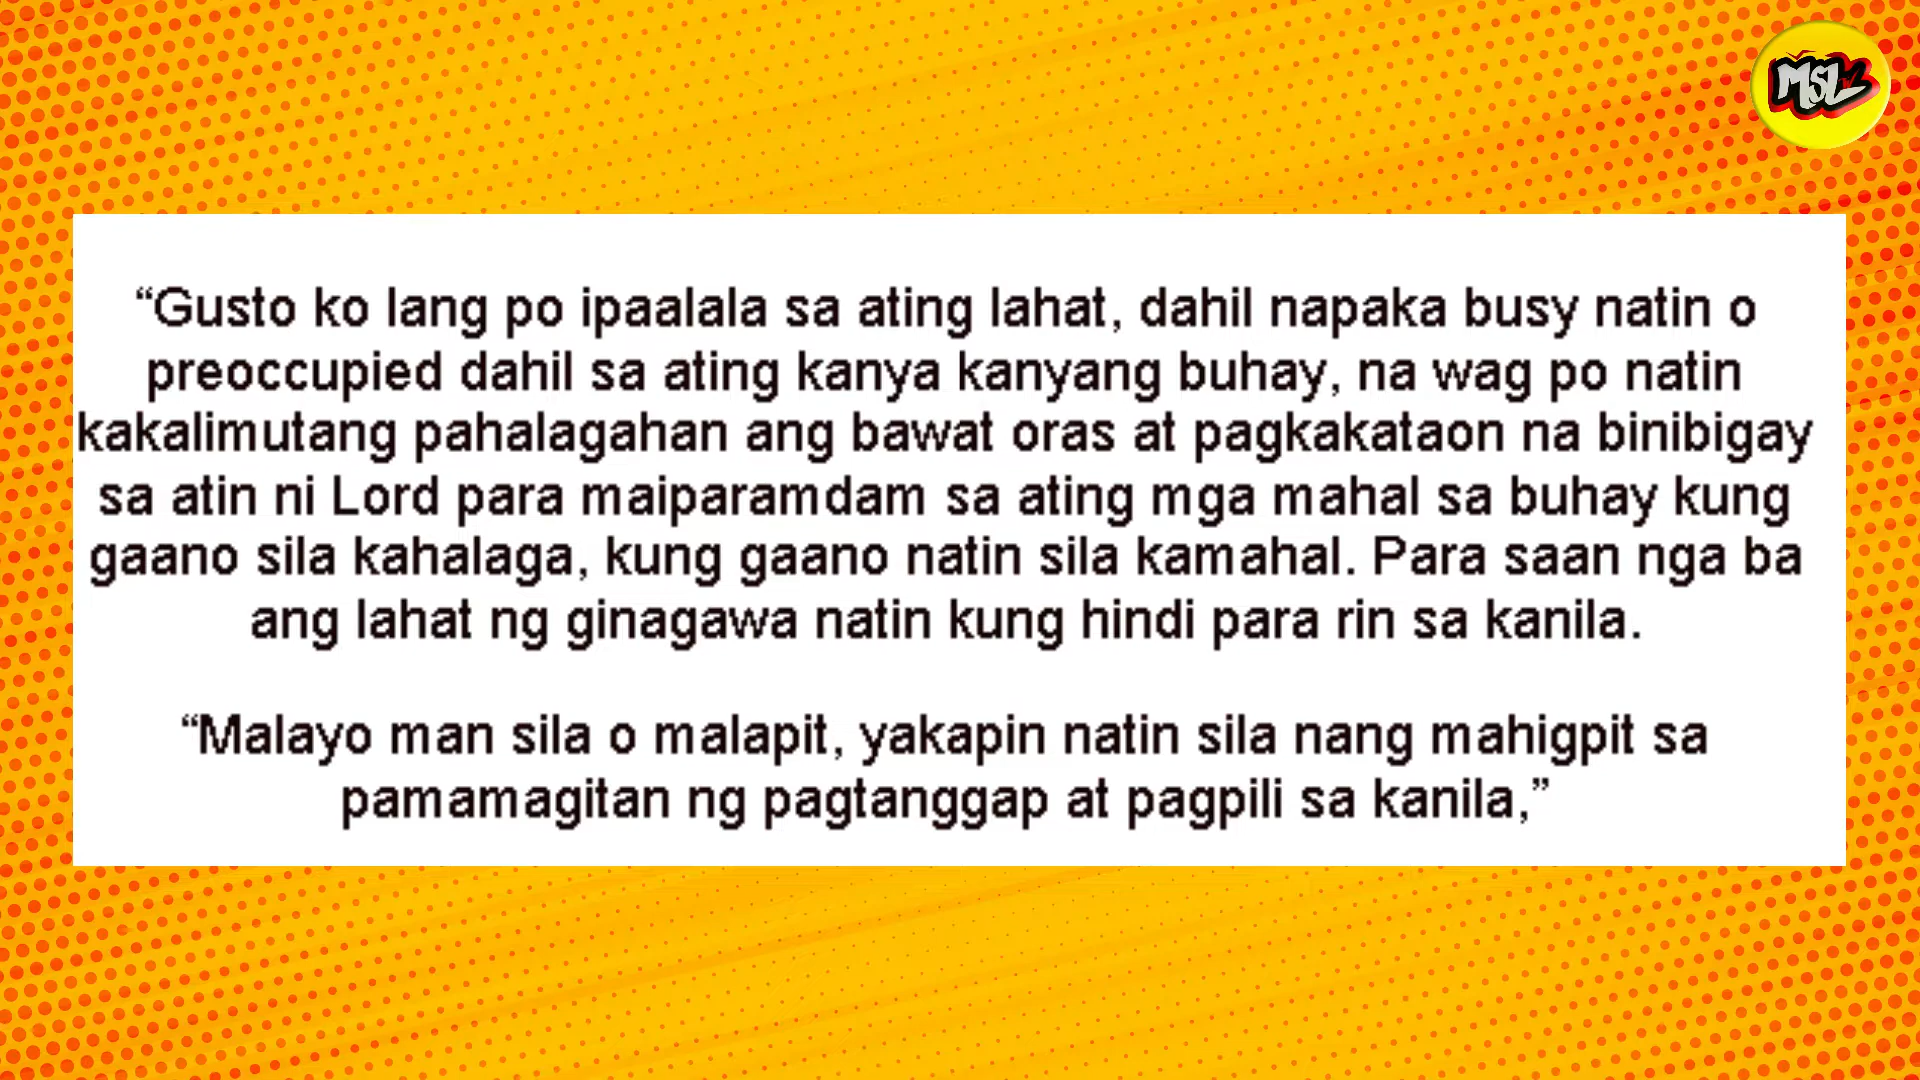 MSL
“Gusto ko lang po ipaalala sa ating lahat, dahil napaka busy natin o
preoccupied dahil sa ating kanya kanyang buhay, na wag po natin
kakalimutang pahalagahan ang bawat oras at pagkakataon na binibigay
sa atin ni Lord para maiparamdam sa ating mga mahal sa buhay kung
gaano sila kahalaga, kung gaano natin sila kamahal. Para saan nga ba
ang lahat ng ginagawa natin kung hindi para rin sa kanila.
“Malayo man sila o malapit, yakapin natin sila nang mahigpit sa
pamamagitan ng pagtanggap at pagpili sa kanila,”